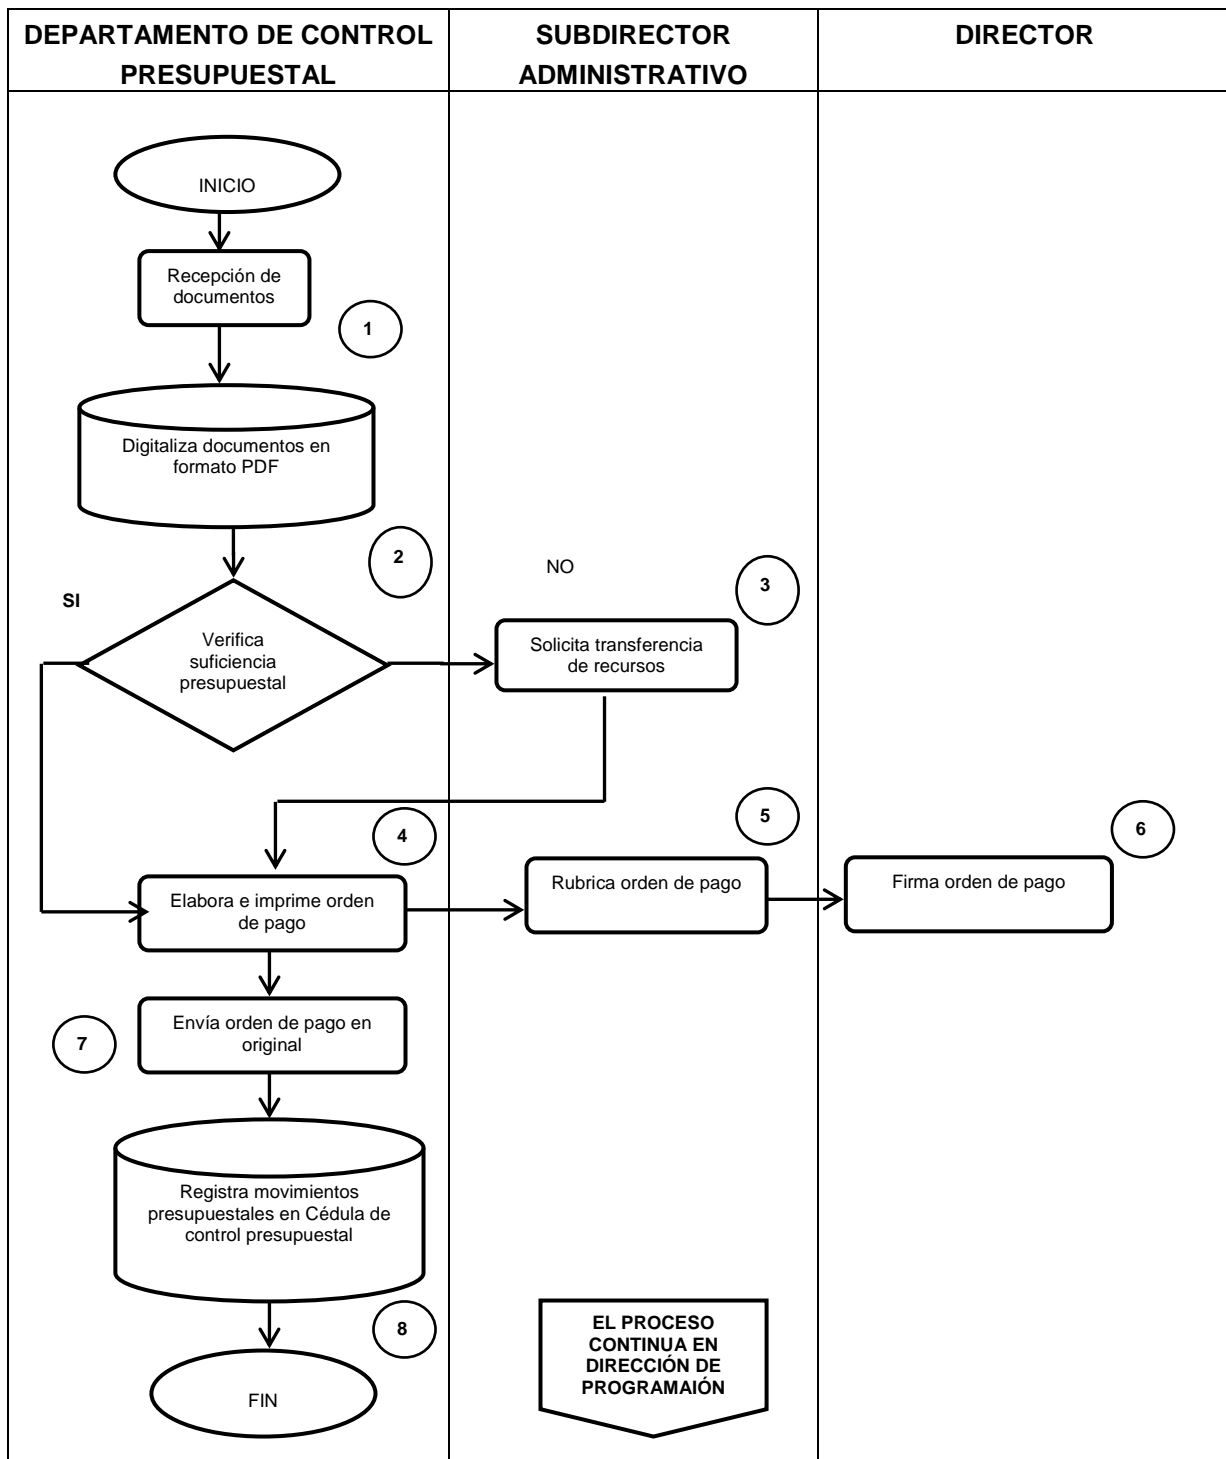 DEPARTAMENTO DE CONTROL
PRESUPUESTAL
SUBDIRECTOR
ADMINISTRATIVO
DIRECTOR
INICIO
Recepción de
documentos
1
Digitaliza documentos en
formato PDF
2
SI
Verifica
suficiencia
presupuestal
NO
3
Solicita transferencia
de recursos
4
Elabora e imprime orden
de pago
5
Rubrica orden de pago
6
Firma orden de pago
7
Envía orden de pago en
original
Registra movimientos
presupuestales en Cédula de
control presupuestal
8
FIN
EL PROCESO
CONTINUA EN
DIRECCIÓN DE
PROGRAMAIÓN